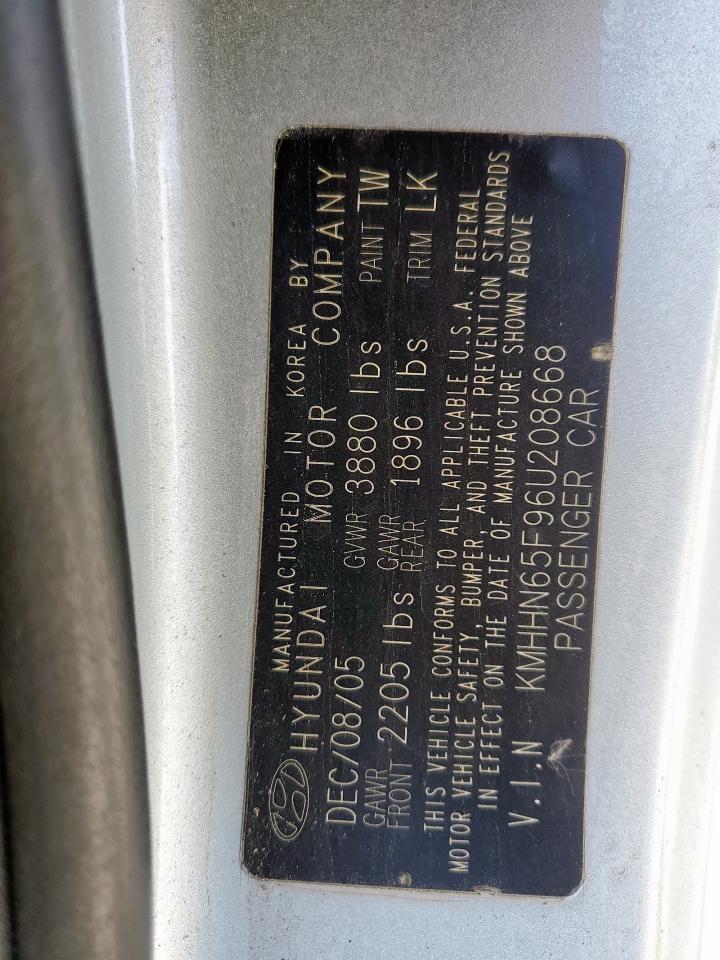 MANUFACTURED IN KOREA BY
HYUNDAI MOTOR COMPANY
DEC/08/05 GVWR 3880 lbs PAINT TW
GAWR FRONT 2205 lbs GAWR REAR 1896 lbs TRIM LK
THIS VEHICLE CONFORMS TO ALL APPLICABLE U.S.A. FEDERAL
MOTOR VEHICLE SAFETY, BUMPER, AND THEFT PREVENTION STANDARDS
IN EFFECT ON THE DATE OF MANUFACTURE SHOWN ABOVE
V.I.N KMHHN65F96U208668
PASSENGER CAR